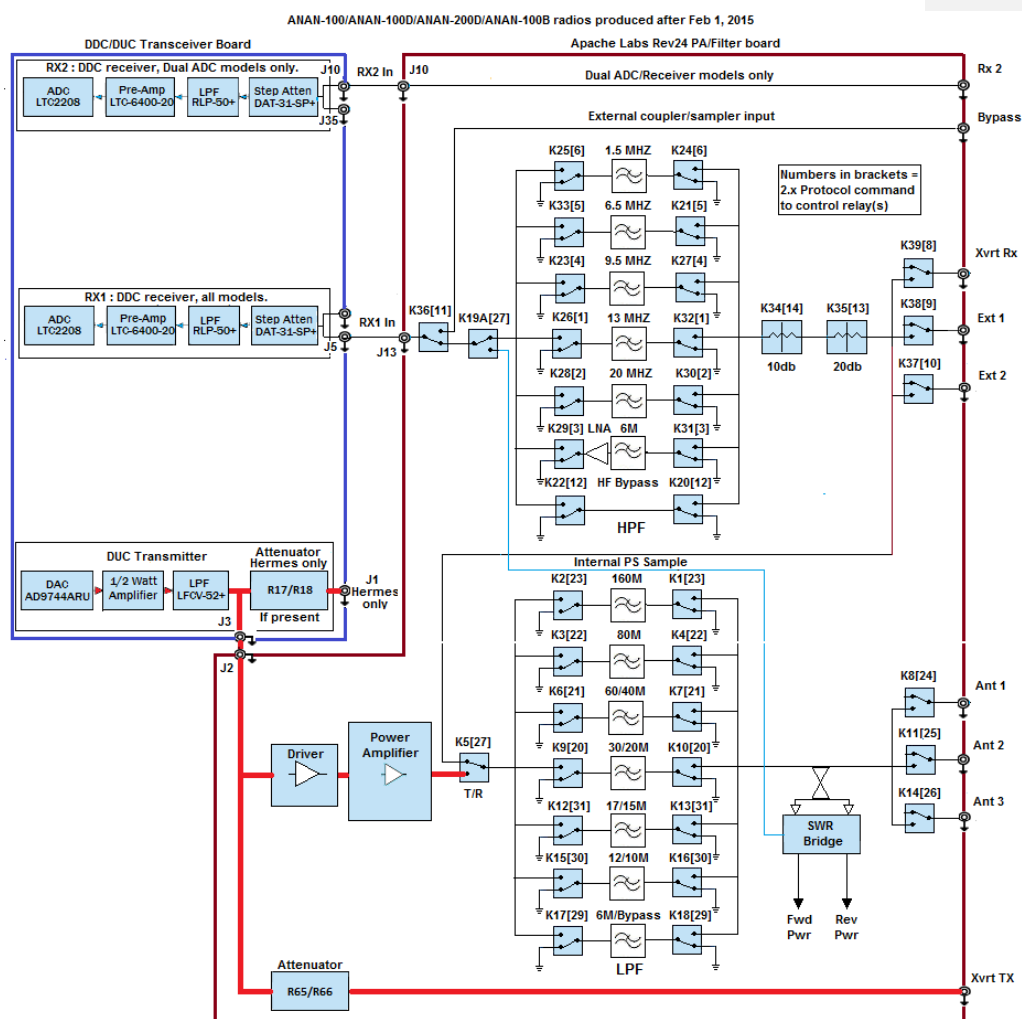 ANAN-100/ANAN-100D/ANAN-200D/ANAN-100B radios produced after Feb 1, 2015
DDC/DUC Transceiver Board
Apache Labs Rev24 PA/Filter board
RX2 : DDC receiver, Dual ADC models only.
J10
RX2 In
J10
Dual ADC/Receiver models only
Rx 2
ADC
LTC2208
Pre-Amp
LTC-6400-20
LPF
RLP-50+
Step Atten
DAT-31-SP+
J35
External coupler/sampler input
Bypass
K25[6]
1.5 MHZ
K24[6]
Numbers in brackets =
2.x Protocol command
to control relay(s)
K33[5]
6.5 MHZ
K21[5]
K23[4]
9.5 MHZ
K27[4]
K39[8]
Xvrt Rx
RX1 : DDC receiver, all models.
ADC
LTC2208
Pre-Amp
LTC-6400-20
LPF
RLP-50+
Step Atten
DAT-31-SP+
J5
RX1 In
J13
K36[11]
K19A[27]
K26[1]
13 MHZ
K32[1]
K34[14]
10db
K35[13]
20db
K38[9]
Ext 1
K28[2]
20 MHZ
K30[2]
K37[10]
Ext 2
K29[3]
LNA
6M
K31[3]
K22[12]
HF Bypass
K20[12]
HPF
DUC Transmitter
Attenuator
Hermes only
DAC
AD9744ARU
1/2 Watt
Amplifier
LPF
LFCV-52+
R17/R18
If present
J1
Hermes
only
J3
J2
Internal PS Sample
K2[23]
160M
K1[23]
K3[22]
80M
K4[22]
K6[21]
60/40M
K7[21]
K8[24]
Ant 1
Driver
Power
Amplifier
K5[27]
T/R
K9[20]
30/20M
K10[20]
K11[25]
Ant 2
K12[31]
17/15M
K13[31]
K14[26]
Ant 3
SWR
Bridge
K15[30]
12/10M
K16[30]
Fwd
Pwr
Rev
Pwr
K17[29]
6M/Bypass
K18[29]
LPF
Attenuator
R65/R66
Xvrt TX